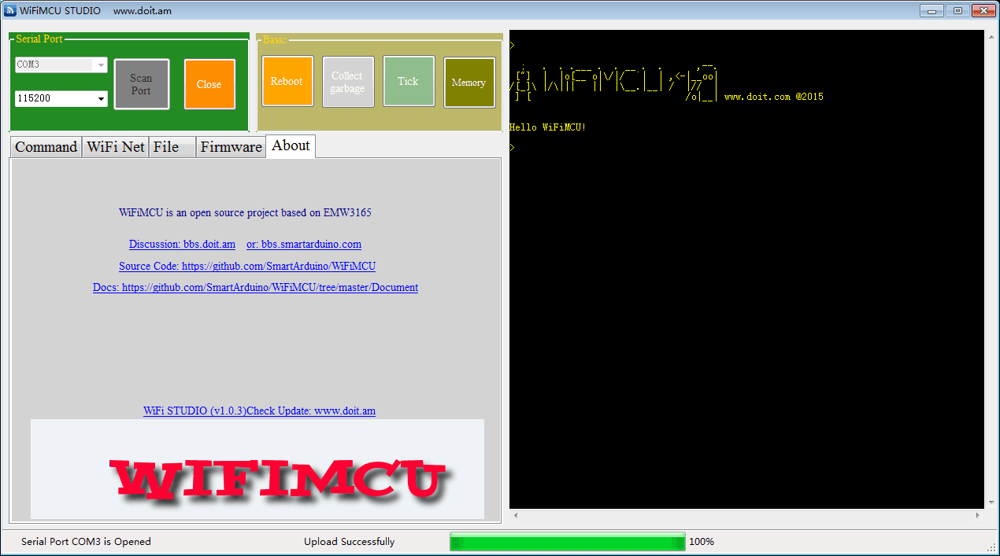 WiFiMCU STUDIO www.doit.am
Serial Port
COM3
115200
Scan
Port
Close
Basic
Reboot
Collect
garbage
Tick
Memory
Command WiFi Net File Firmware About
WiFiMCU is an open source project based on EMW3165
Discussion: bbs.doit.am or: bbs.smartarduino.com
Source Code: https://github.com/SmartArduino/WiFiMCU
Docs: https://github.com/SmartArduino/WiFiMCU/tree/master/Document
WiFi STUDIO (v1.0.3)Check Update: www.doit.am
WIFIMCU
>
www.doit.com @2015
Hello WiFiMCU!
>
Serial Port COM3 is Opened Upload Successfully 100%